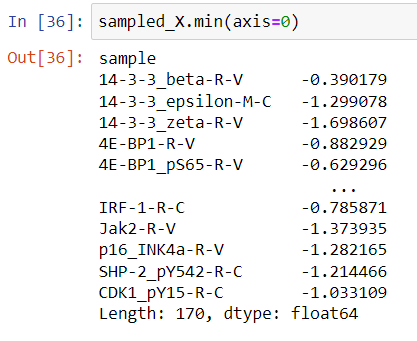 In [36]: sampled_X.min(axis=0)
Out[36]: sample
14-3-3_beta-R-V -0.390179
14-3-3_epsilon-M-C -1.299078
14-3-3_zeta-R-V -1.698607
4E-BP1-R-V -0.882929
4E-BP1_pS65-R-V -0.629296
...
IRF-1-R-C -0.785871
Jak2-R-V -1.373935
p16_INK4a-R-V -1.282165
SHP-2_pY542-R-C -1.214466
CDK1_pY15-R-C -1.033109
Length: 170, dtype: float64